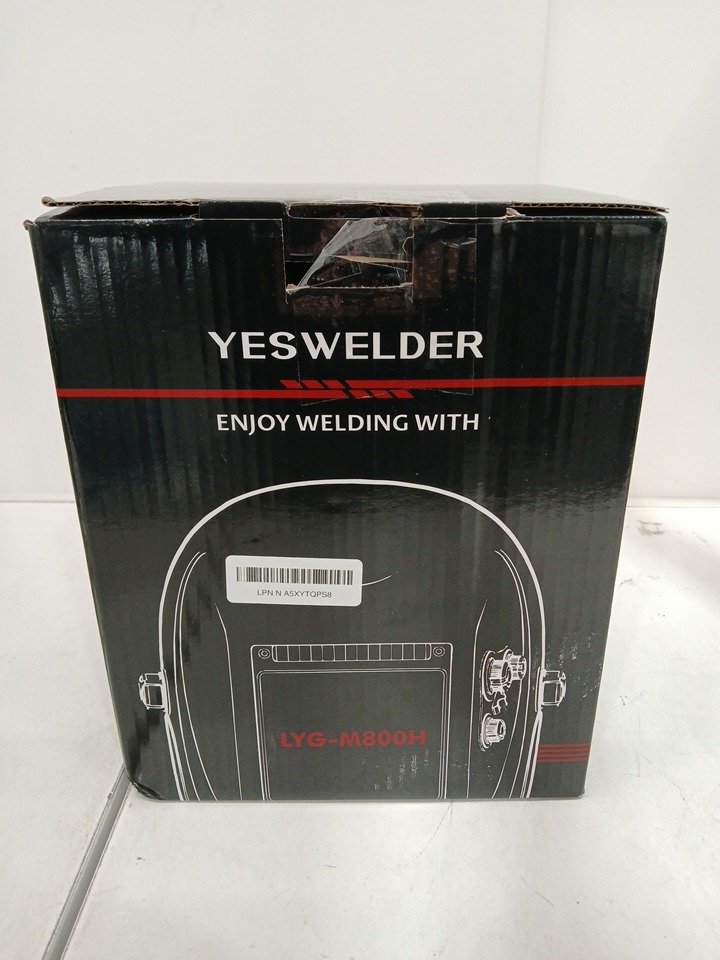 YESWELDER
ENJOY WELDING WITH
LPN N A5XYTQPS8
LYG-M800H